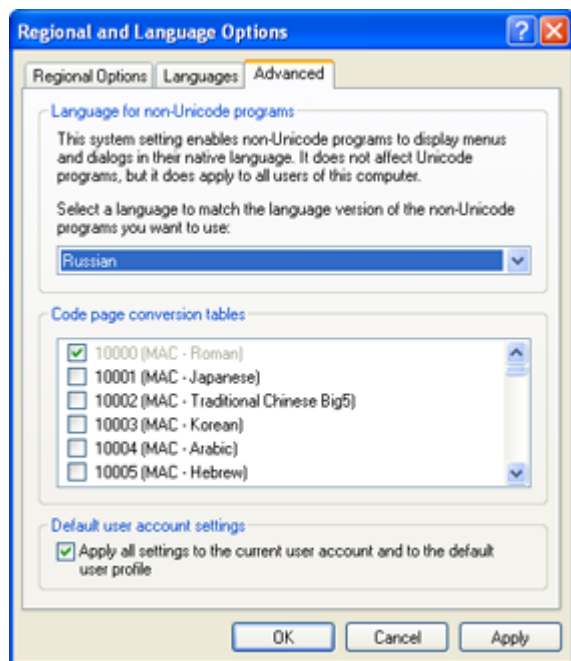 Regional and Language Options
Regional Options Languages Advanced
Language for non-Unicode programs
This system setting enables non-Unicode programs to display menus
and dialogs in their native language. It does not affect Unicode
programs, but it does apply to all users of this computer.
Select a language to match the language version of the non-Unicode
programs you want to use:
Russian
Code page conversion tables
10000 (MAC - Roman)
10001 (MAC - Japanese)
10002 (MAC - Traditional Chinese Big5)
10003 (MAC - Korean)
10004 (MAC - Arabic)
10005 (MAC - Hebrew)
Default user account settings
Apply all settings to the current user account and to the default
user profile
OK Cancel Apply